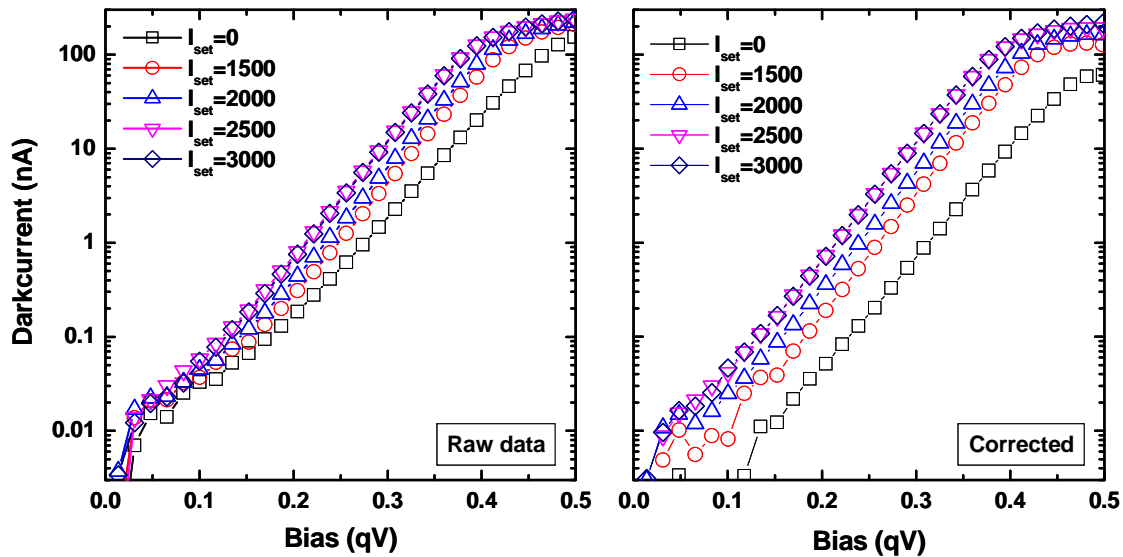 Darkcurrent (nA)
100
10
1
0.1
0.01
I_set=0
I_set=1500
I_set=2000
I_set=2500
I_set=3000
Raw data
0.0 0.1 0.2 0.3 0.4 0.5
Bias (qV)
I_set=0
I_set=1500
I_set=2000
I_set=2500
I_set=3000
Corrected
0.0 0.1 0.2 0.3 0.4 0.5
Bias (qV)